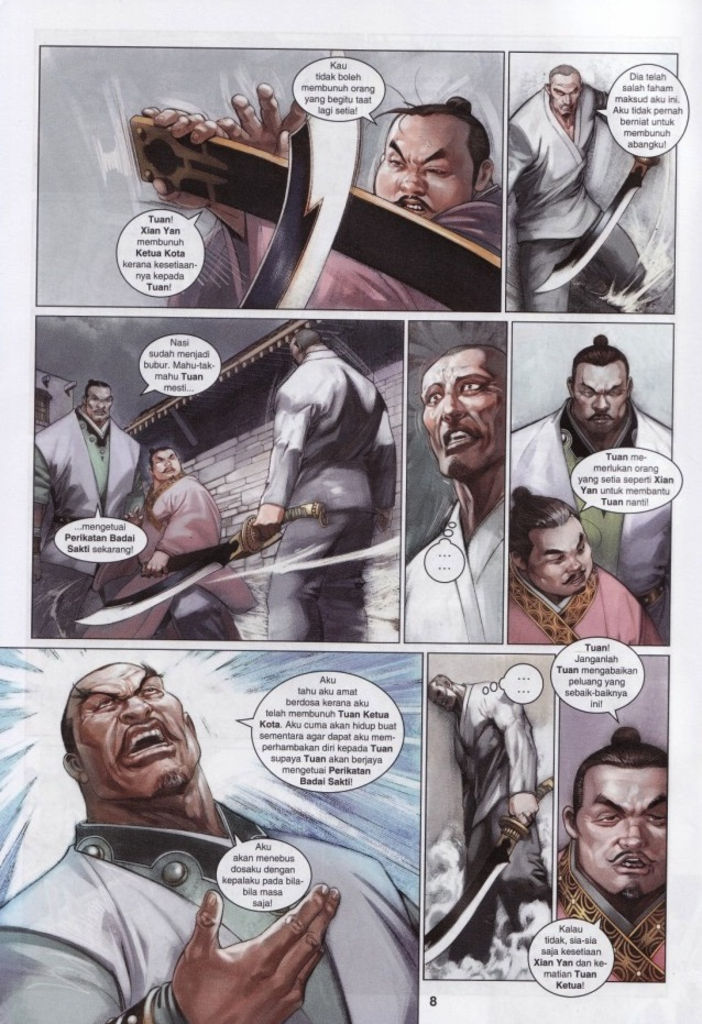 Kau
tidak boleh
membunuh orang
yang begitu taat
lagi setia!
Tuan!
Xian Yan
membunuh
Ketua Kota
kerana kesetiaan-
nya kepada
Tuan!
Dia telah
salah faham
maksud aku ini.
Aku tidak pernah
berniat untuk
membunuh
abangku!
Nasi
sudah menjadi
bubur. Mahu-tak-
mahu Tuan
mesti...
...mengetuai
Perikatan Badai
Sakti sekarang!
...
...
Tuan me-
merlukan orang
yang setia seperti Xian
Yan untuk membantu
Tuan nanti!
Aku
tahu aku amat
berdosa kerana aku
telah membunuh Tuan Ketua
Kota. Aku cuma akan hidup buat
sementara agar dapat aku mem-
perhambakan diri kepada Tuan
supaya Tuan akan berjaya
mengetuai Perikatan
Badai Sakti!
Aku
akan menebus
dosaku dengan
kepalaku pada bila-
bila masa
saja!
...
...
Tuan!
Janganlah
Tuan mengabaikan
peluang yang
sebaik-baiknya
ini!
Kalau
tidak, sia-sia
saja kesetiaan
Xian Yan dan ke-
matian Tuan
Ketua!
8